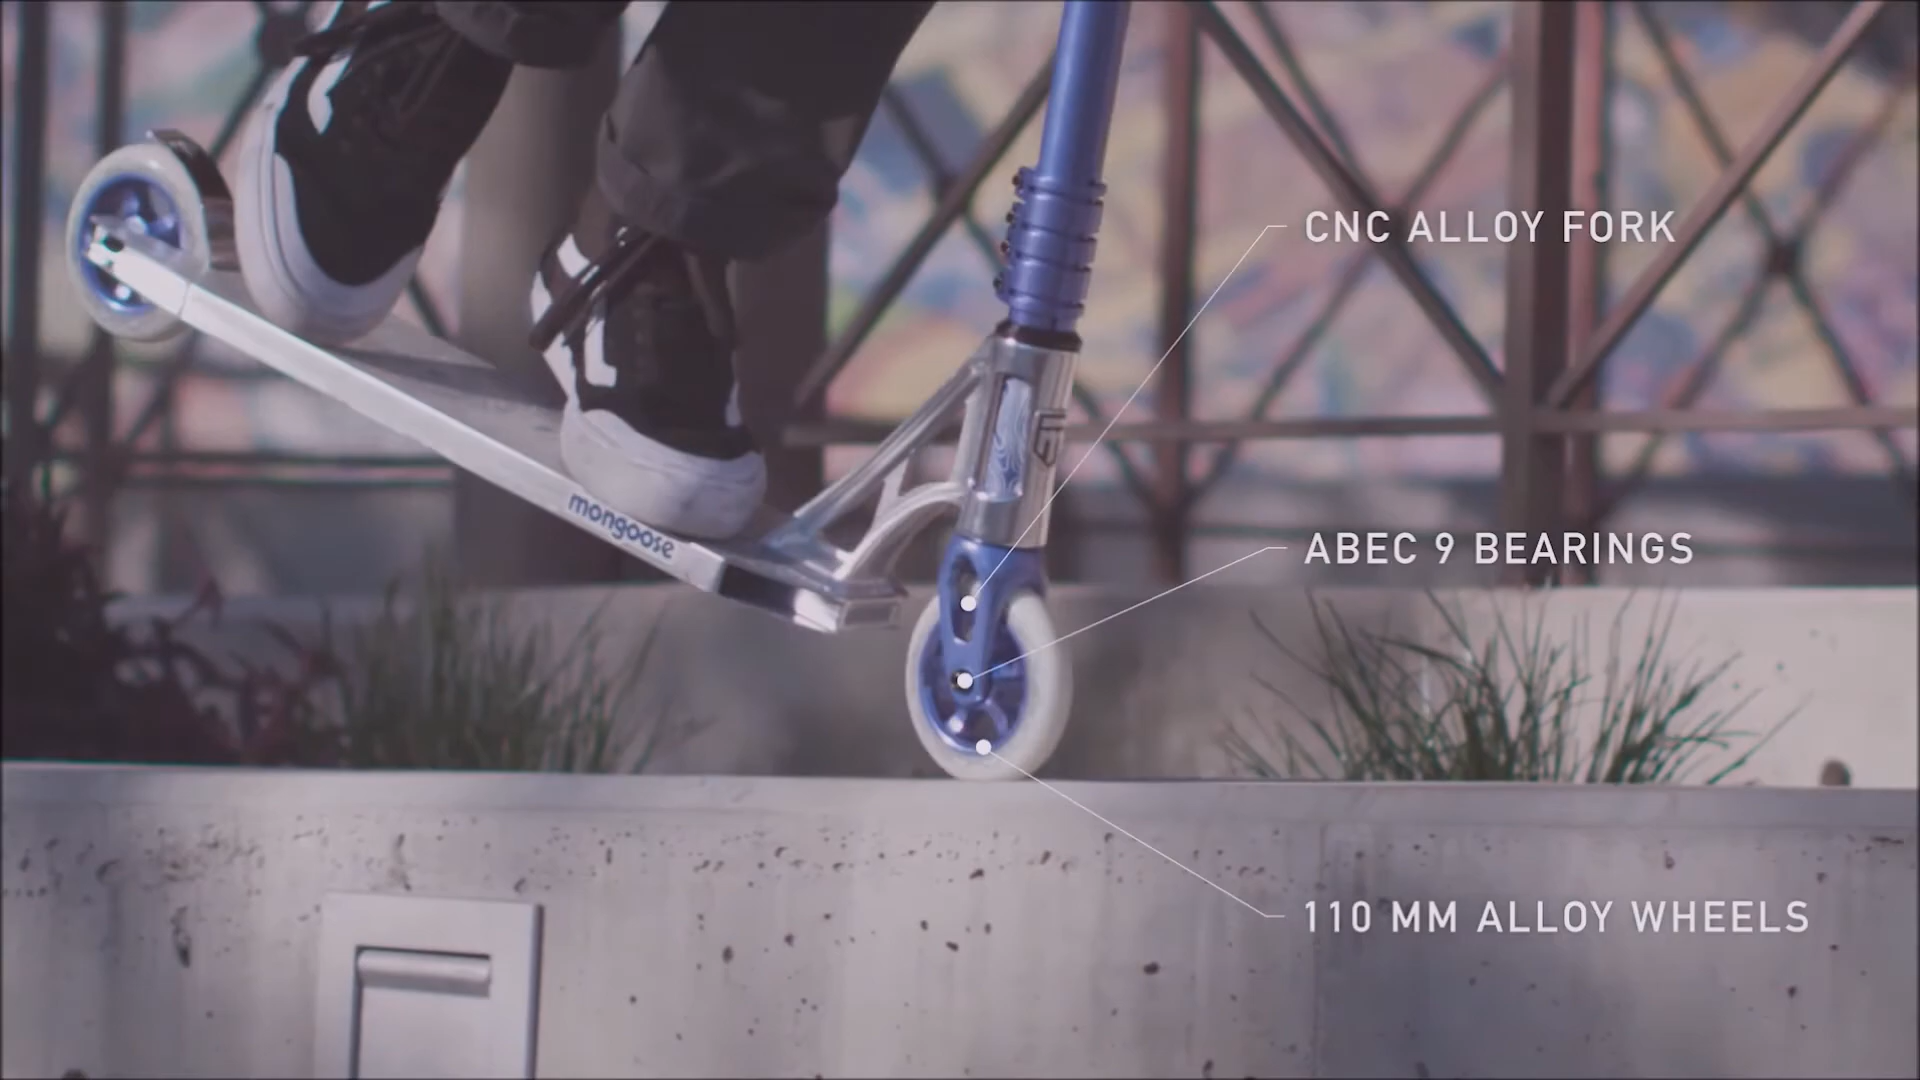 CNC ALLOY FORK
mongoose
ABEC 9 BEARINGS
110 MM ALLOY WHEELS